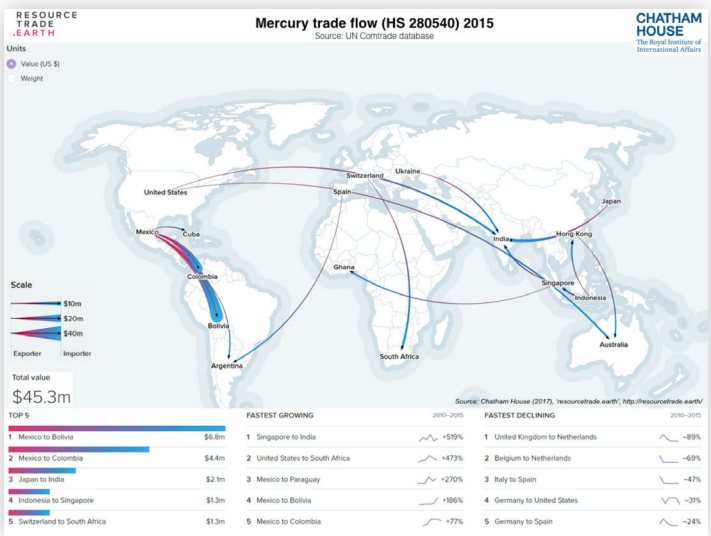 RESOURCE
TRADE
.EARTH
Mercury trade flow (HS 280540) 2015
Source: UN Comtrade database
CHATHAM
HOUSE
The Royal Institute of
International Affairs
Units
Value (US $)
Weight
Ukraine
Switzerland
United States
Spain
Japan
Mexico
Cuba
India
Hong Kong
Ghana
Colombia
Singapore
Indonesia
Bolivia
Australia
South Africa
Argentina
Scale
$10m
$20m
$40m
Exporter Importer
Total value
$45.3m
Source: Chatham House (2017), 'resourcetrade.earth', http://resourcetrade.earth/
TOP 5
1 Mexico to Bolivia $6.8m
2 Mexico to Colombia $4.4m
3 Japan to India $2.1m
4 Indonesia to Singapore $1.3m
5 Switzerland to South Africa $1.3m
FASTEST GROWING 2010–2015
1 Singapore to India +519%
2 United States to South Africa +473%
3 Mexico to Paraguay +270%
4 Mexico to Bolivia +186%
5 Mexico to Colombia +77%
FASTEST DECLINING 2010–2015
1 United Kingdom to Netherlands –89%
2 Belgium to Netherlands –69%
3 Italy to Spain –47%
4 Germany to United States –31%
5 Germany to Spain –24%